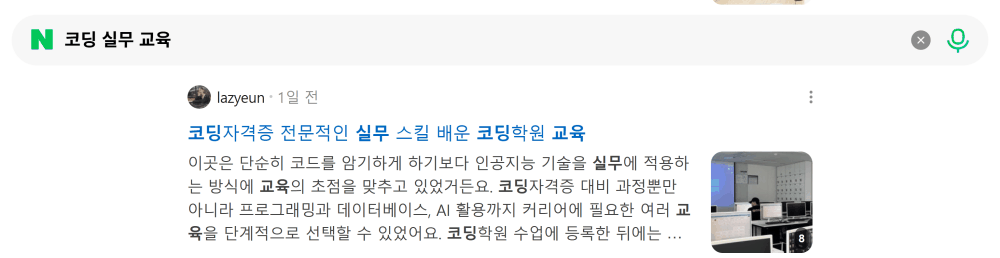 N 코딩 실무 교육
lazyeun · 1일 전
코딩자격증 전문적인 실무 스킬 배운 코딩학원 교육
이곳은 단순히 코드를 암기하게 하기보다 인공지능 기술을 실무에 적용하
는 방식에 교육의 초점을 맞추고 있었거든요. 코딩자격증 대비 과정뿐만
아니라 프로그래밍과 데이터베이스, AI 활용까지 커리어에 필요한 여러 교
육을 단계적으로 선택할 수 있었어요. 코딩학원 수업에 등록한 뒤에는 ...
8